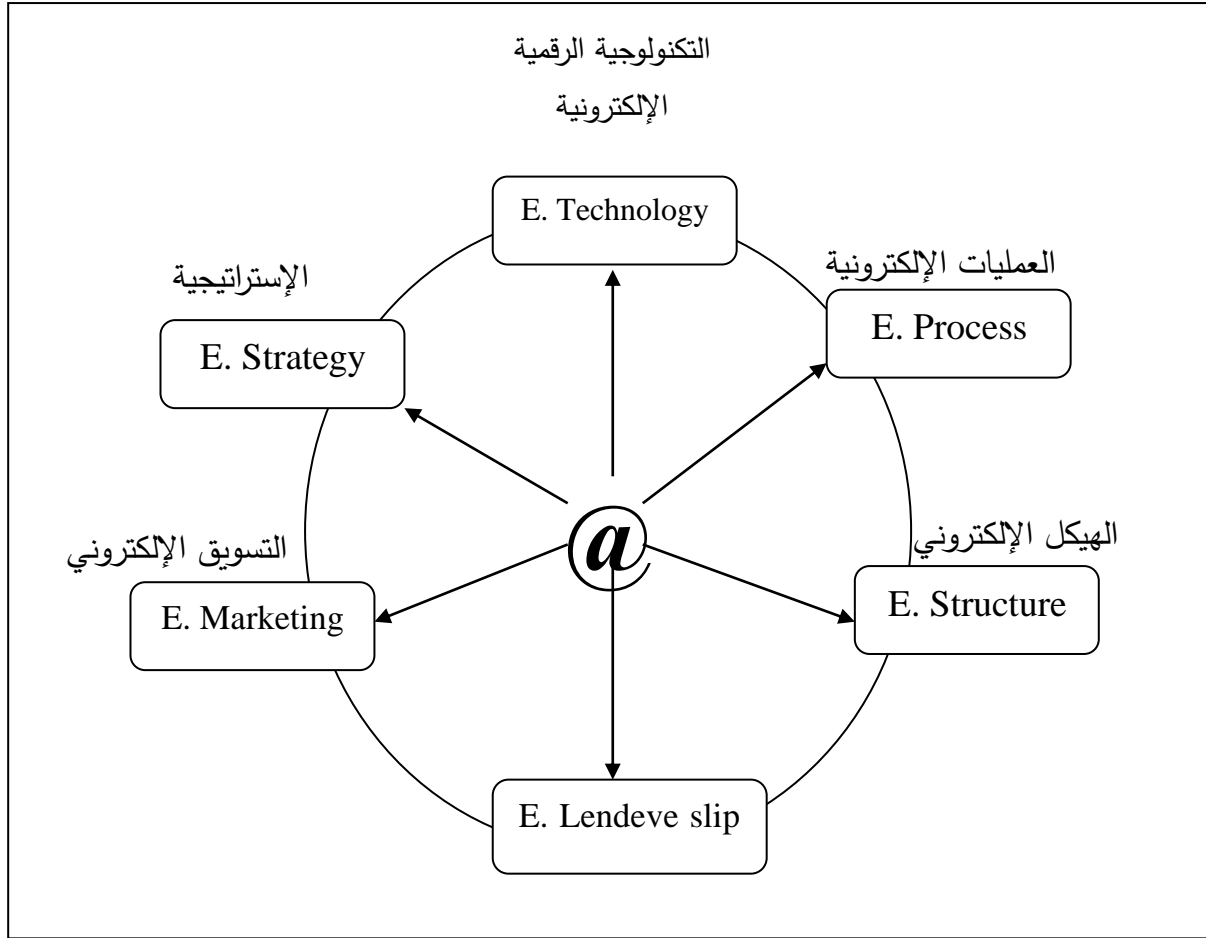 التكنولوجية الرقمية
الإلكترونية
E. Technology
العمليات الإلكترونية
E. Process
الإستراتيجية
E. Strategy
@
الهيكل الإلكتروني
E. Structure
التسويق الإلكتروني
E. Marketing
E. Lendeve slip